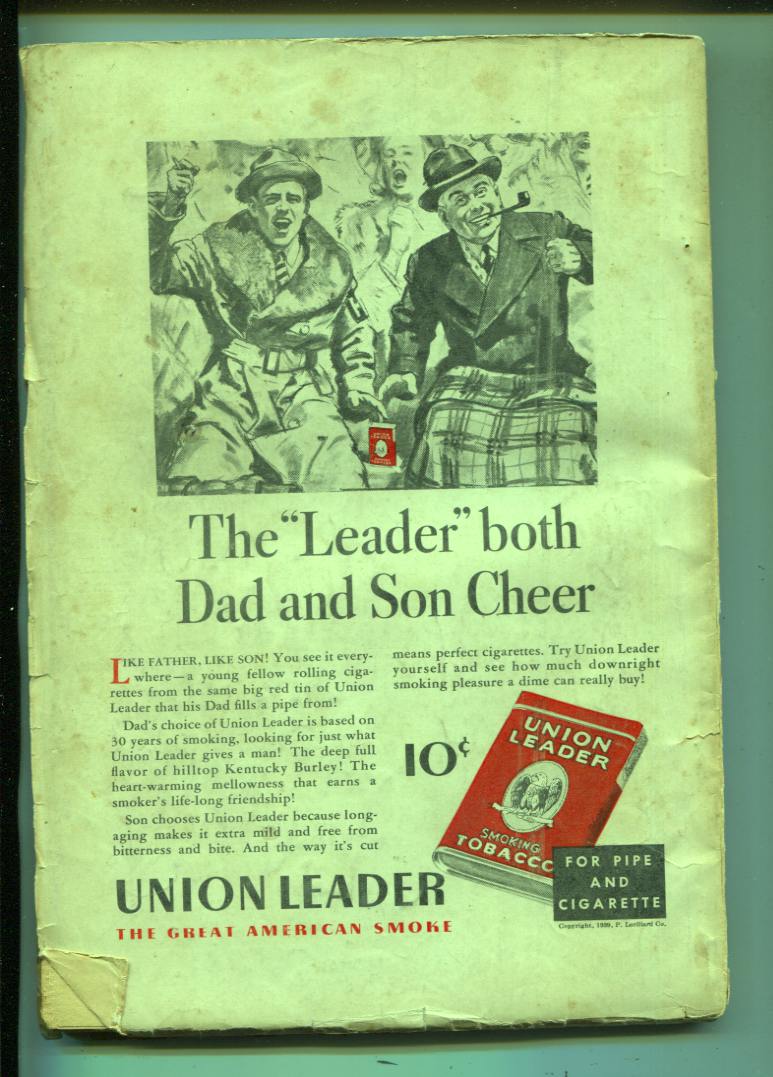 UNION
LEADER
The “Leader” both
Dad and Son Cheer
LIKE FATHER, LIKE SON! You see it every-
where—a young fellow rolling ciga-
rettes from the same big red tin of Union
Leader that his Dad fills a pipe from!
Dad's choice of Union Leader is based on
30 years of smoking, looking for just what
Union Leader gives a man! The deep full
flavor of hilltop Kentucky Burley! The
heart-warming mellowness that earns a
smoker's life-long friendship!
Son chooses Union Leader because long-
aging makes it extra mild and free from
bitterness and bite. And the way it's cut
means perfect cigarettes. Try Union Leader
yourself and see how much downright
smoking pleasure a dime can really buy!
10¢
UNION
LEADER
SMOKING
TOBACCO
FOR PIPE
AND
CIGARETTE
UNION LEADER
THE GREAT AMERICAN SMOKE
Copyright, 1939, P. Lorillard Co.